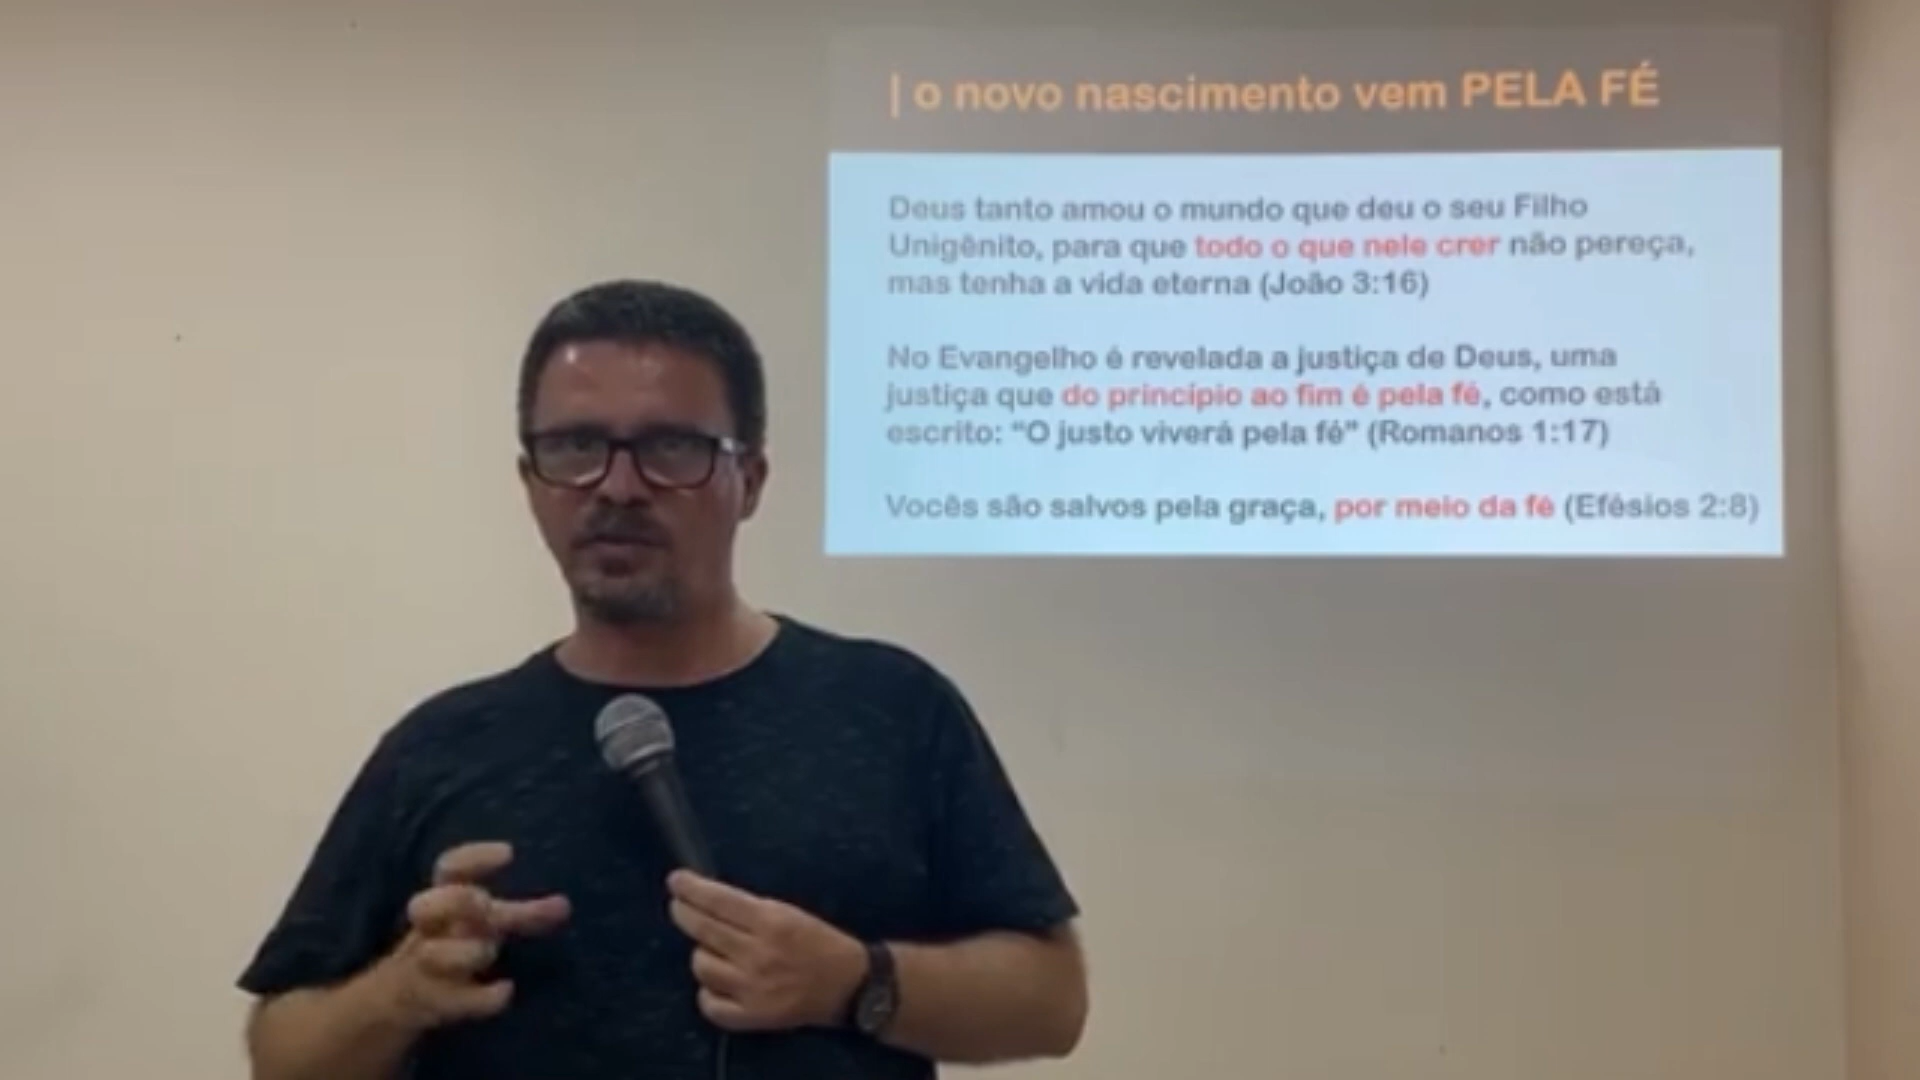 | o novo nascimento vem PELA FÉ
Deus tanto amou o mundo que deu o seu Filho
Unigênito, para que todo o que nele crer não pereça,
mas tenha a vida eterna (João 3:16)
No Evangelho é revelada a justiça de Deus, uma
justiça que do princípio ao fim é pela fé, como está
escrito: “O justo viverá pela fé” (Romanos 1:17)
Vocês são salvos pela graça, por meio da fé (Efésios 2:8)